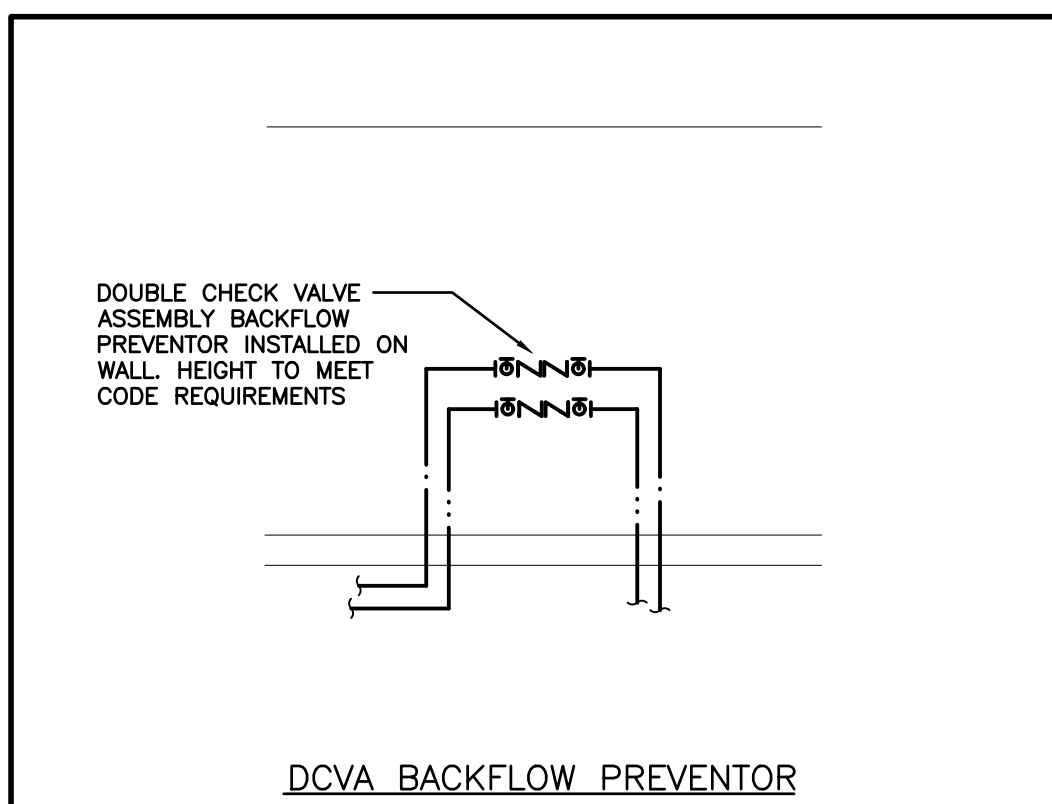 DOUBLE CHECK VALVE
ASSEMBLY BACKFLOW
PREVENTOR INSTALLED ON
WALL. HEIGHT TO MEET
CODE REQUIREMENTS
DCVA BACKFLOW PREVENTOR